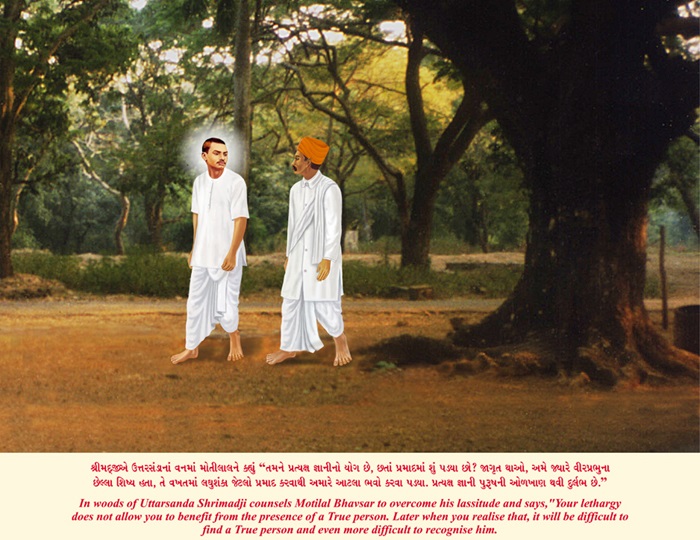 શ્રીમદ્જીએ ઉત્તરસંડાનાં વનમાં મોતીલાલને કહ્યું “તમને પ્રત્યક્ષ જ્ઞાનીનો યોગ છે, છતાં પ્રમાદમાં શું પડ્યા છો? જાગૃત થાઓ, અમે જ્યારે વીરપ્રભુના
છેલ્લા શિષ્ય હતા, તે વખતમાં લઘુશંકા જેટલો પ્રમાદ કરવાથી અમારે આટલા ભવો કરવા પડ્યા. પ્રત્યક્ષ જ્ઞાની પુરુષની ઓળખાણ થવી દુર્લભ છે.”
In woods of Uttarsanda Shrimadji counsels Motilal Bhavsar to overcome his lassitude and says,"Your lethargy
does not allow you to benefit from the presence of a True person. Later when you realise that, it will be difficult to
find a True person and even more difficult to recognise him.